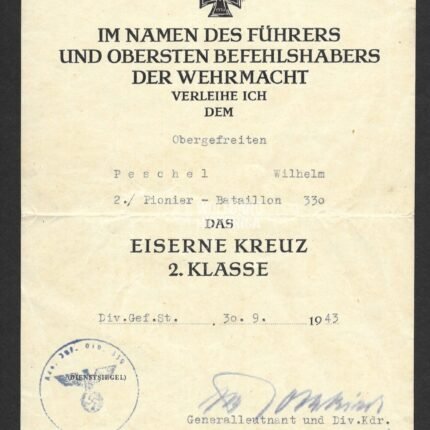 IM NAMEN DES FÜHRERS
UND OBERSTEN BEFEHLSHABERS
DER WEHRMACHT
VERLEIHE ICH
DEM
Obergefreiten
Peschel Wilhelm
2./ Pionier - Bataillon 330
DAS
EISERNE KREUZ
2. KLASSE
Div.Gef.St. , 30. 9. 1943
(DIENSTSIEGEL)
Generalleutnant und Div.Kdr.